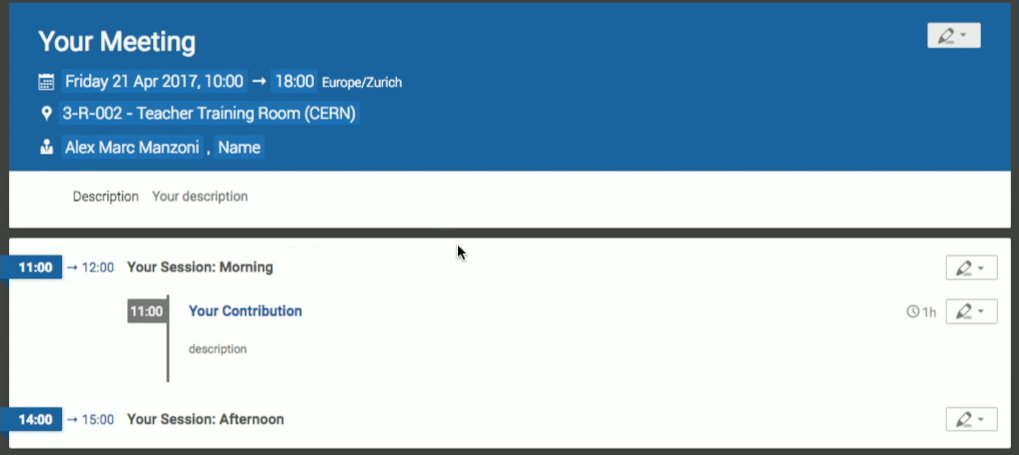 Your Meeting
Friday 21 Apr 2017, 10:00 → 18:00 Europe/Zurich
3-R-002 - Teacher Training Room (CERN)
Alex Marc Manzoni , Name
Description Your description
11:00 → 12:00 Your Session: Morning
11:00 Your Contribution 1h
description
14:00 → 15:00 Your Session: Afternoon